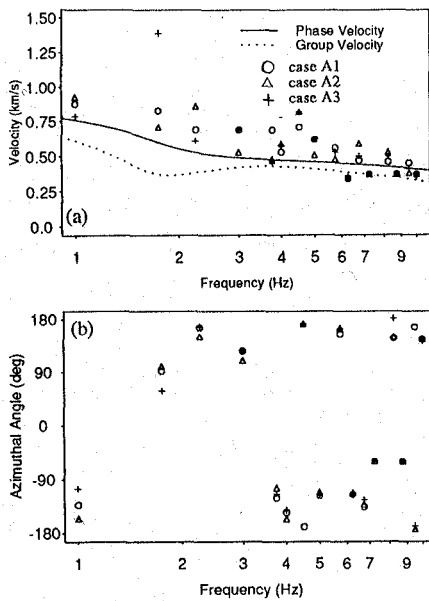 1.50
1.25
1.00
0.75
0.50
0.25
0.0
Velocity (km/s)
Phase Velocity
Group Velocity
case A1
case A2
case A3
(a)
1 2 3 4 5 6 7 9
Frequency (Hz)
(b)
180
90
0
-90
-180
Azimuthal Angle (deg)
1 2 3 4 5 6 7 9
Frequency (Hz)